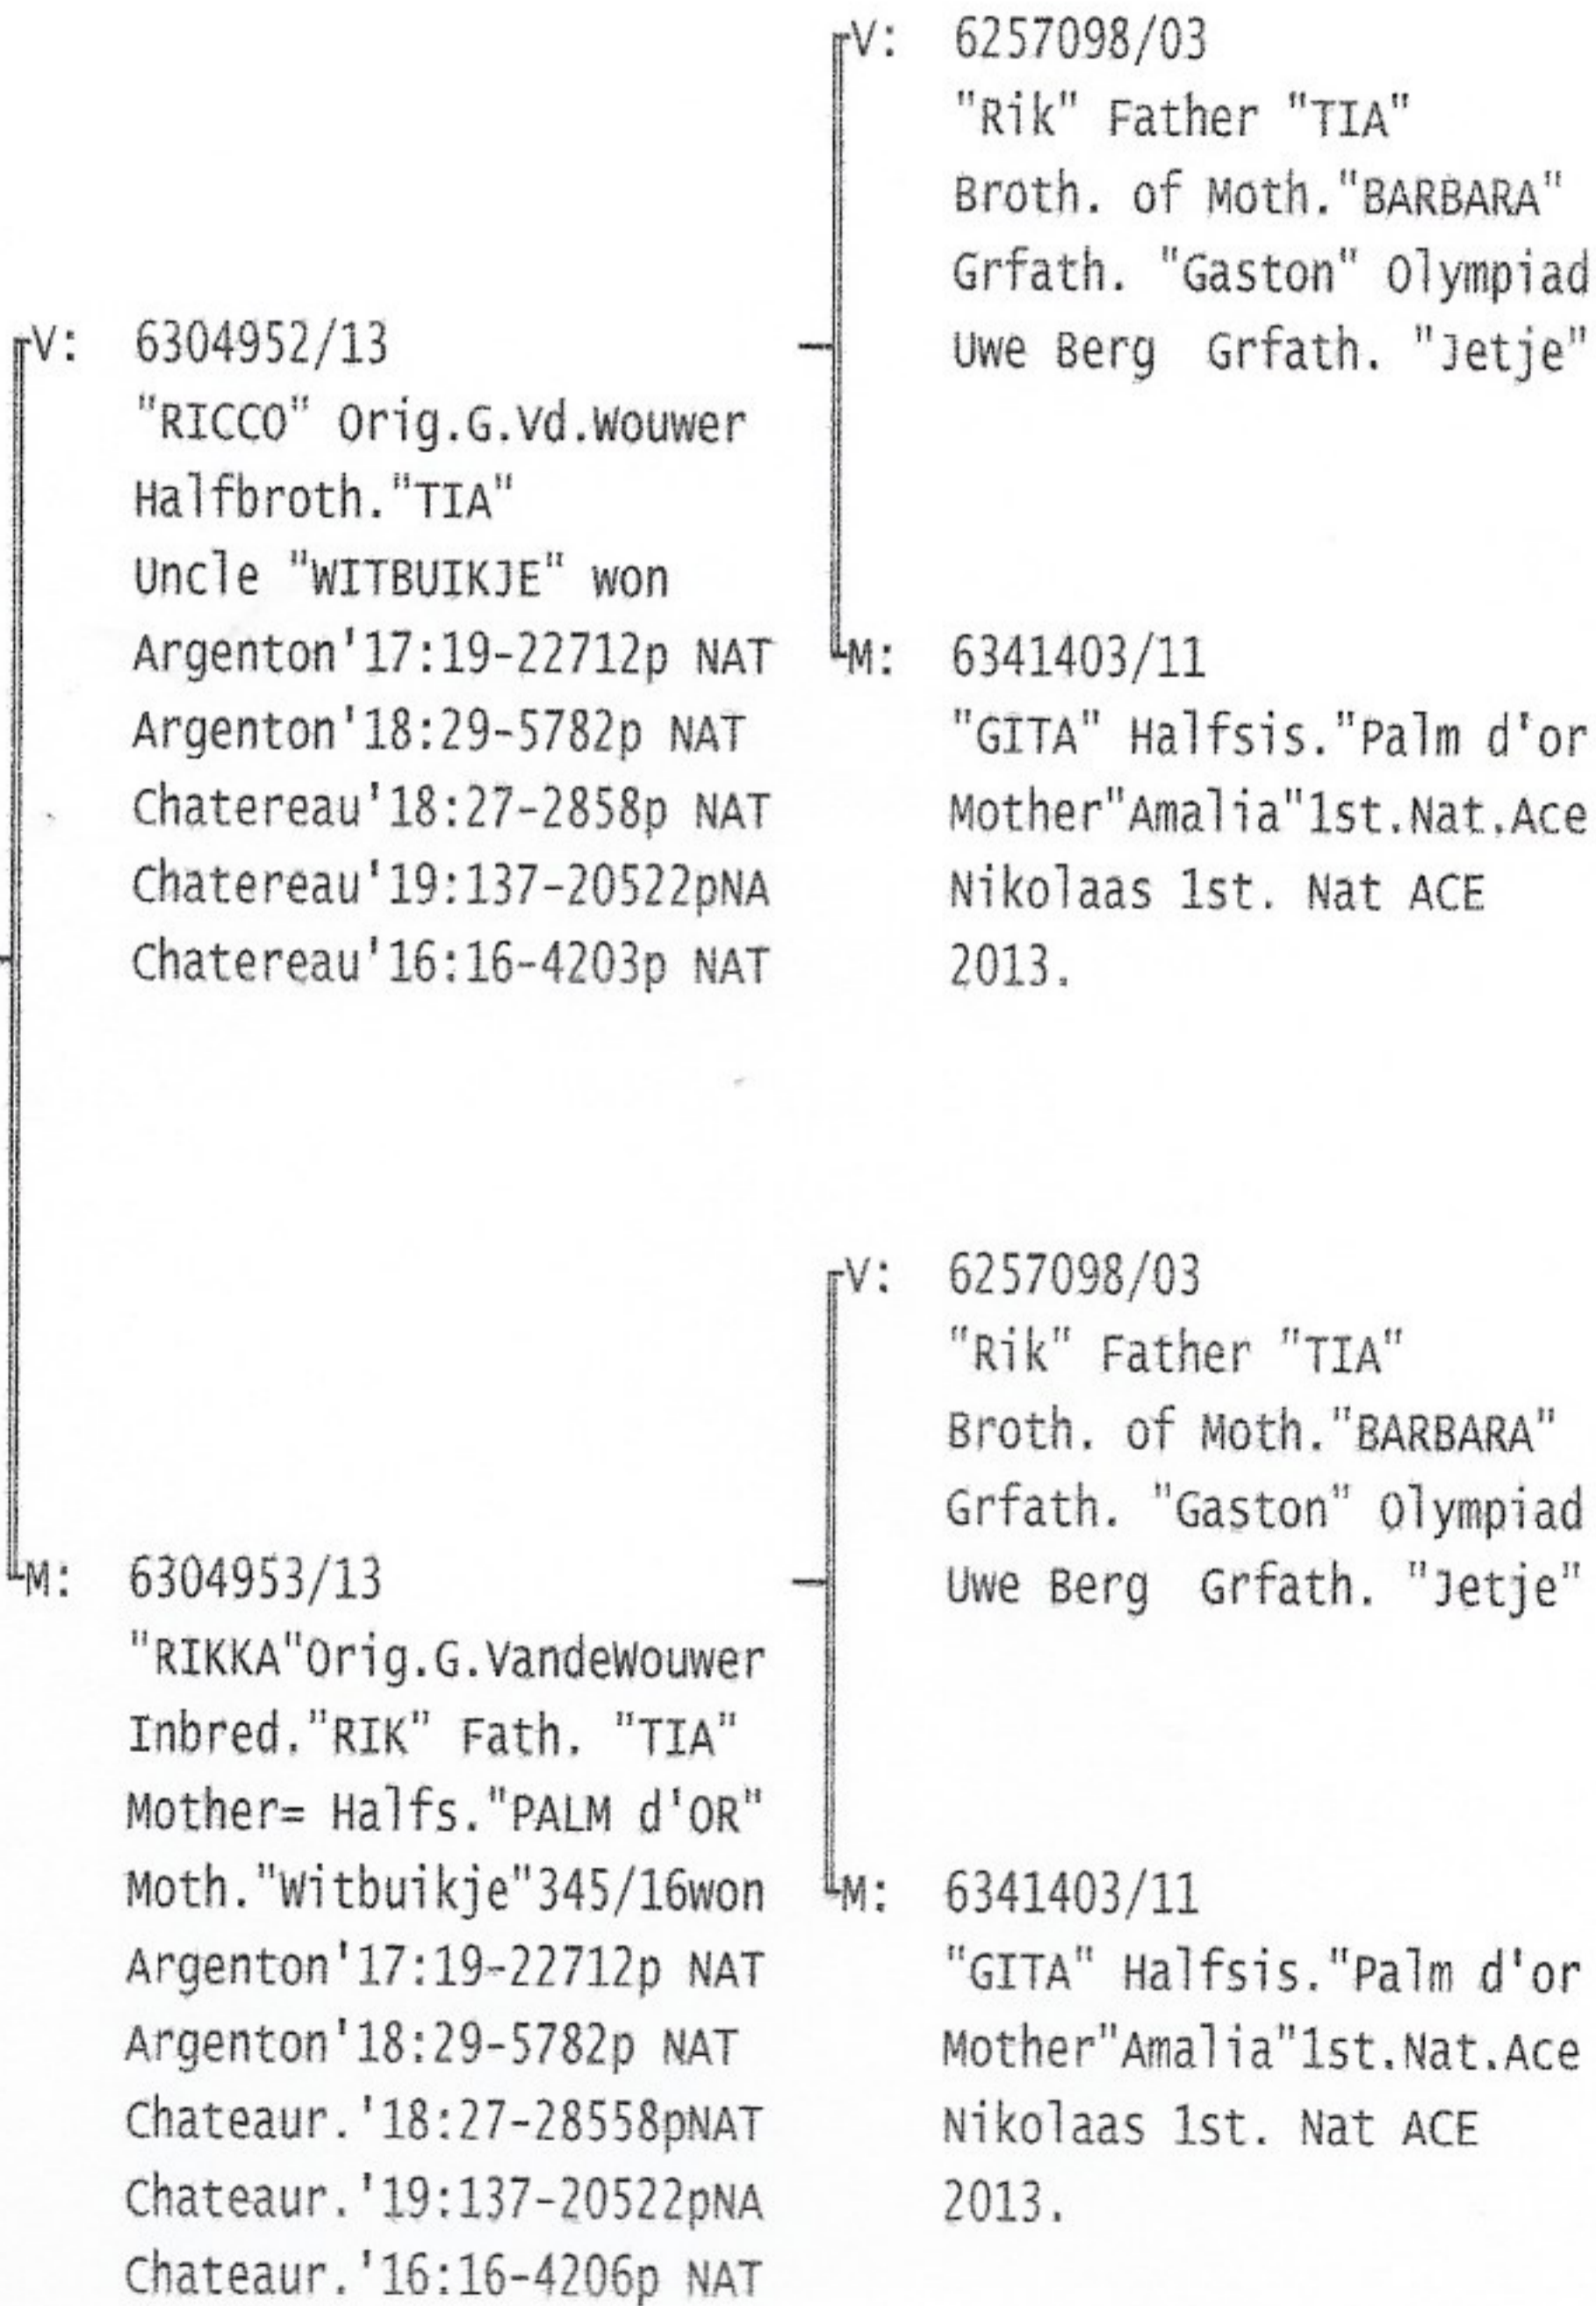 V: 6257098/03
"Rik" Father "TIA"
Broth. of Moth."BARBARA"
Grfath. "Gaston" Olympiad
Uwe Berg  Grfath. "Jetje"
V: 6304952/13
"RICCO" Orig.G.Vd.Wouwer
Halfbroth."TIA"
Uncle "WITBUIKJE" won
Argenton'17:19-22712p NAT
Argenton'18:29-5782p NAT
Chatereau'18:27-2858p NAT
Chatereau'19:137-20522pNA
Chatereau'16:16-4203p NAT
M: 6341403/11
"GITA" Halfsis."Palm d'or
Mother"Amalia"1st.Nat.Ace
Nikolaas 1st. Nat ACE
2013.
V: 6257098/03
"Rik" Father "TIA"
Broth. of Moth."BARBARA"
Grfath. "Gaston" Olympiad
Uwe Berg  Grfath. "Jetje"
M: 6304953/13
"RIKKA"Orig.G.VandeWouwer
Inbred."RIK" Fath. "TIA"
Mother= Halfs."PALM d'OR"
Moth."Witbuikje"345/16won
Argenton'17:19-22712p NAT
Argenton'18:29-5782p NAT
Chateaur.'18:27-28558pNAT
Chateaur.'19:137-20522pNA
Chateaur.'16:16-4206p NAT
M: 6341403/11
"GITA" Halfsis."Palm d'or
Mother"Amalia"1st.Nat.Ace
Nikolaas 1st. Nat ACE
2013.